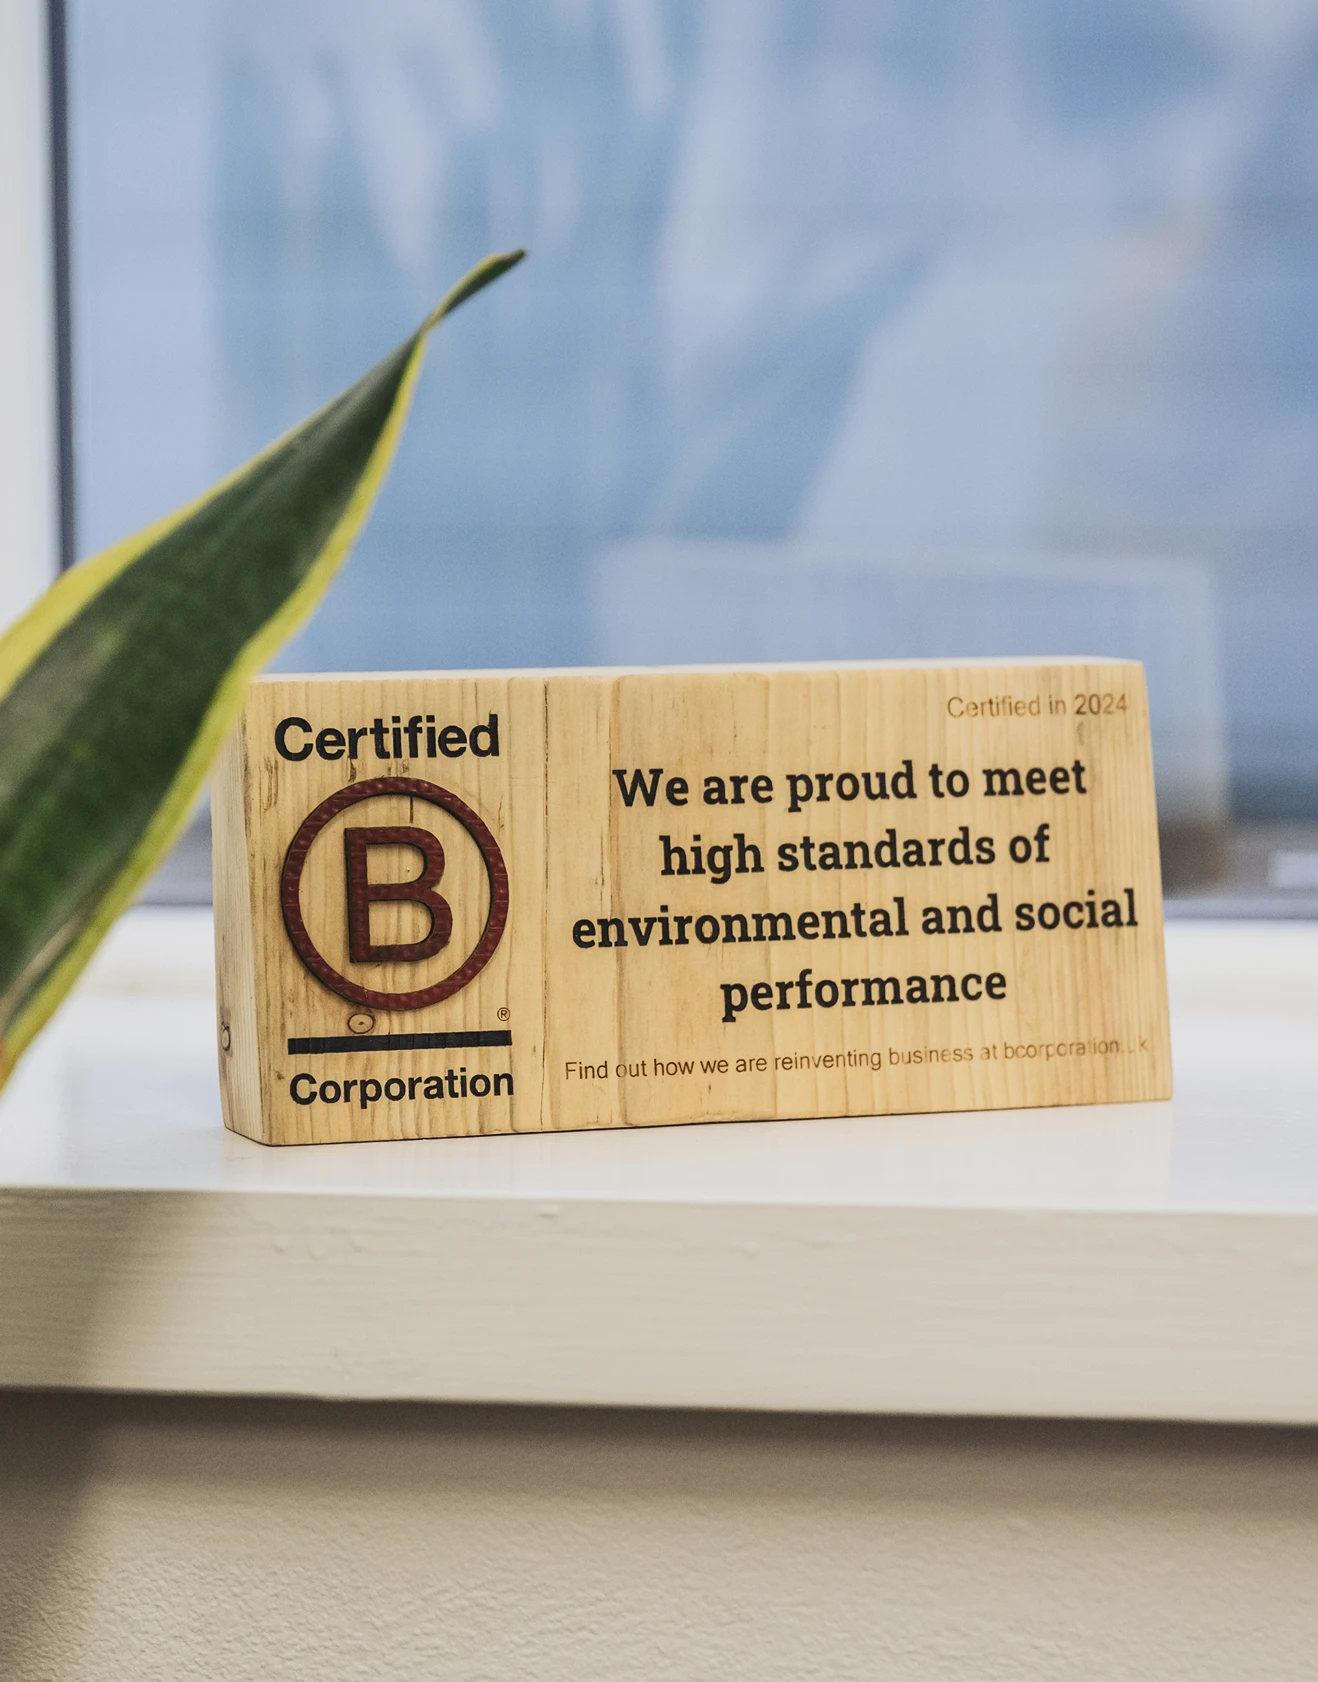 Certified
B
®
Corporation
Certified in 2024
We are proud to meet
high standards of
environmental and social
performance
Find out how we are reinventing business at